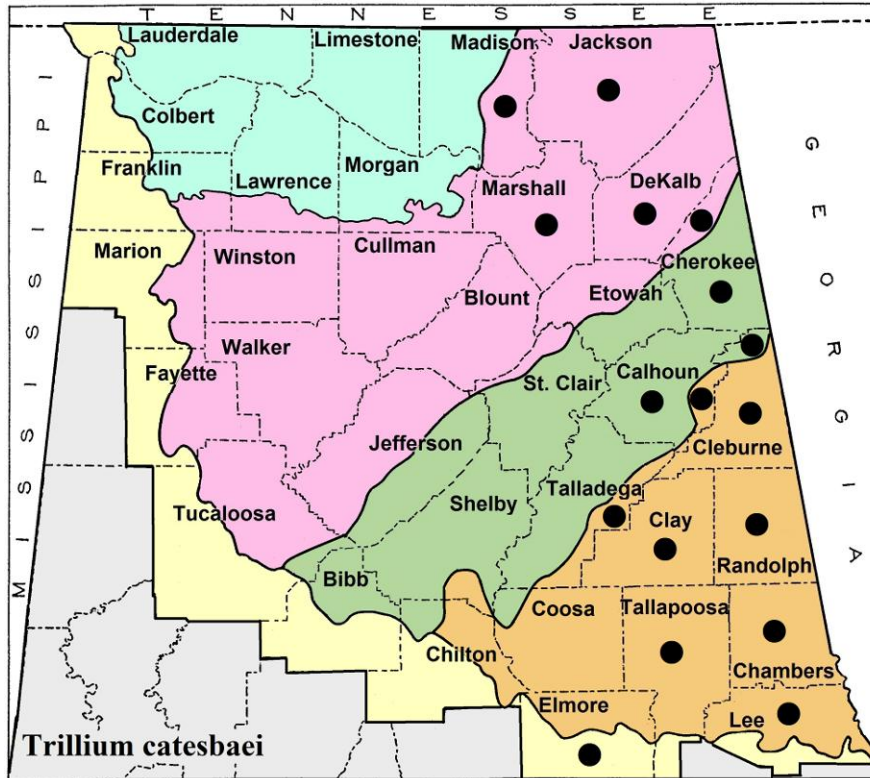 TENNESSEE
MISSISSIPPI
GEORGIA
Lauderdale
Limestone
Madison
Jackson
Colbert
Franklin
Lawrence
Morgan
Marshall
DeKalb
Marion
Winston
Cullman
Cherokee
Blount
Etowah
Walker
Fayette
St. Clair
Calhoun
Jefferson
Cleburne
Tucaloosa
Shelby
Talladega
Clay
Randolph
Bibb
Coosa
Tallapoosa
Chilton
Chambers
Elmore
Lee
Trillium catesbaei